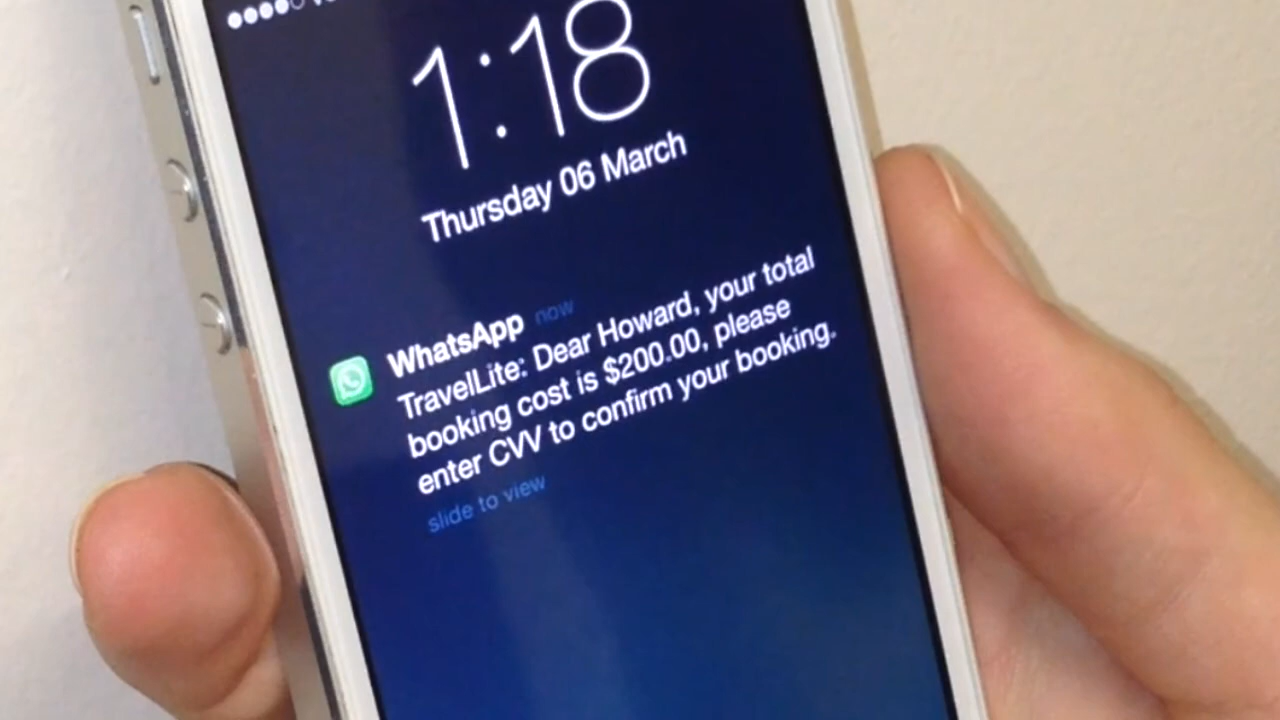 1:18
Thursday 06 March
WhatsApp now
TravelLite: Dear Howard, your total
booking cost is $200.00, please
enter CVV to confirm your booking.
slide to view